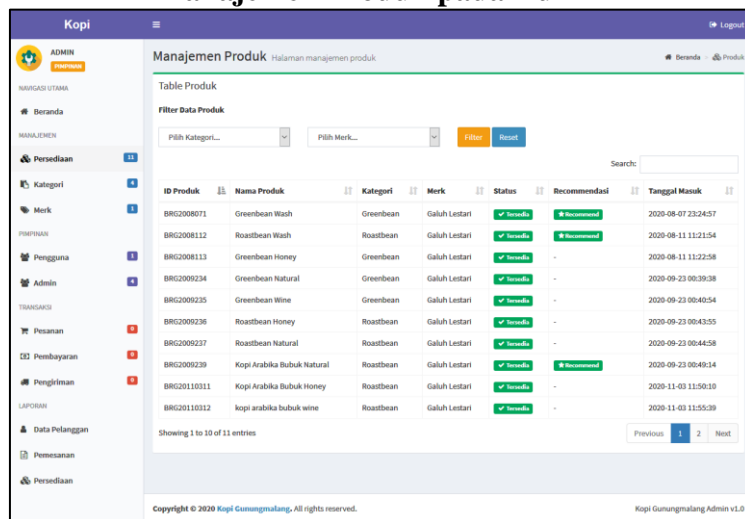 Kopi
Logout
ADMIN
PIMPINAN
NAVIGASI UTAMA
Beranda
MANAJEMEN
Persediaan 11
Kategori 4
Merk 1
PIMPINAN
Pengguna 1
Admin 4
TRANSAKSI
Pesanan 0
Pembayaran 0
Pengiriman 0
LAPORAN
Data Pelanggan
Pemesanan
Persediaan
Manajemen Produk Halaman manajemen produk
Beranda > Produk
Table Produk
Filter Data Produk
Pilih Kategori... Pilih Merk... Filter Reset
Search:
ID Produk Nama Produk Kategori Merk Status Recommendasi Tanggal Masuk
BRG2008071 Greenbean Wash Greenbean Galuh Lestari Tersedia Recommend 2020-08-07 23:24:57
BRG2008112 Roastbean Wash Roastbean Galuh Lestari Tersedia Recommend 2020-08-11 11:21:54
BRG2008113 Greenbean Honey Greenbean Galuh Lestari Tersedia - 2020-08-11 11:22:58
BRG2009234 Greenbean Natural Greenbean Galuh Lestari Tersedia - 2020-09-23 00:39:38
BRG2009235 Greenbean Wine Greenbean Galuh Lestari Tersedia - 2020-09-23 00:40:54
BRG2009236 Roastbean Honey Roastbean Galuh Lestari Tersedia - 2020-09-23 00:43:55
BRG2009237 Roastbean Natural Roastbean Galuh Lestari Tersedia - 2020-09-23 00:44:58
BRG2009239 Kopi Arabika Bubuk Natural Roastbean Galuh Lestari Tersedia Recommend 2020-09-23 00:49:14
BRG20110311 Kopi Arabika Bubuk Honey Roastbean Galuh Lestari Tersedia - 2020-11-03 11:50:10
BRG20110312 kopi arabika bubuk wine Roastbean Galuh Lestari Tersedia - 2020-11-03 11:55:39
Showing 1 to 10 of 11 entries
Previous 1 2 Next
Copyright © 2020 Kopi Gunungmalang. All rights reserved.
Kopi Gunungmalang Admin v1.0